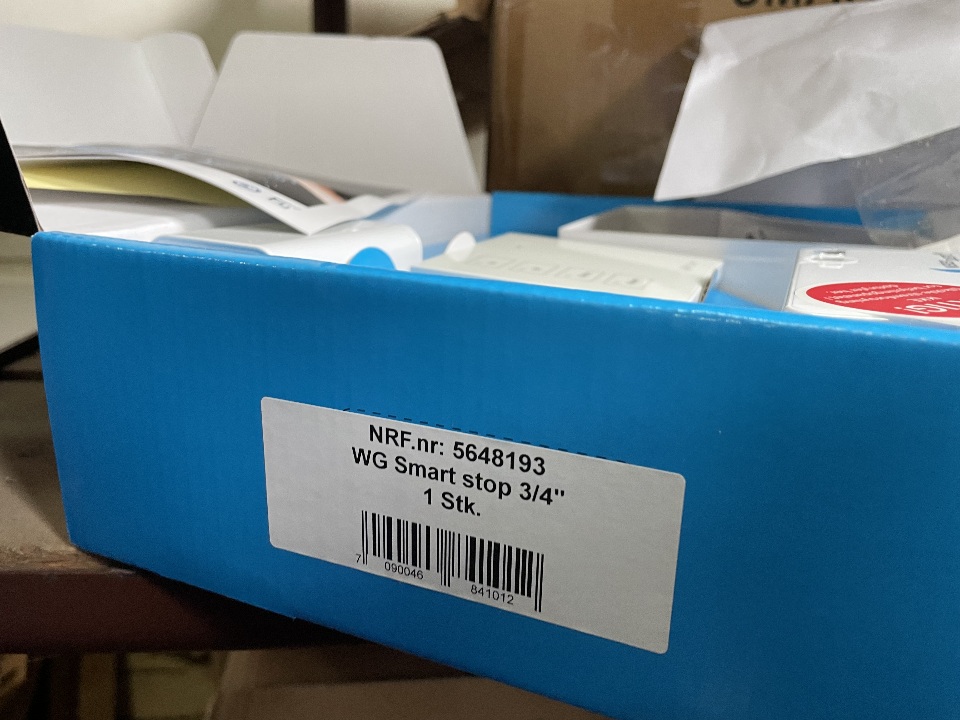 NRF.nr: 5648193
WG Smart stop 3/4"
1 Stk.
7 090046 841012